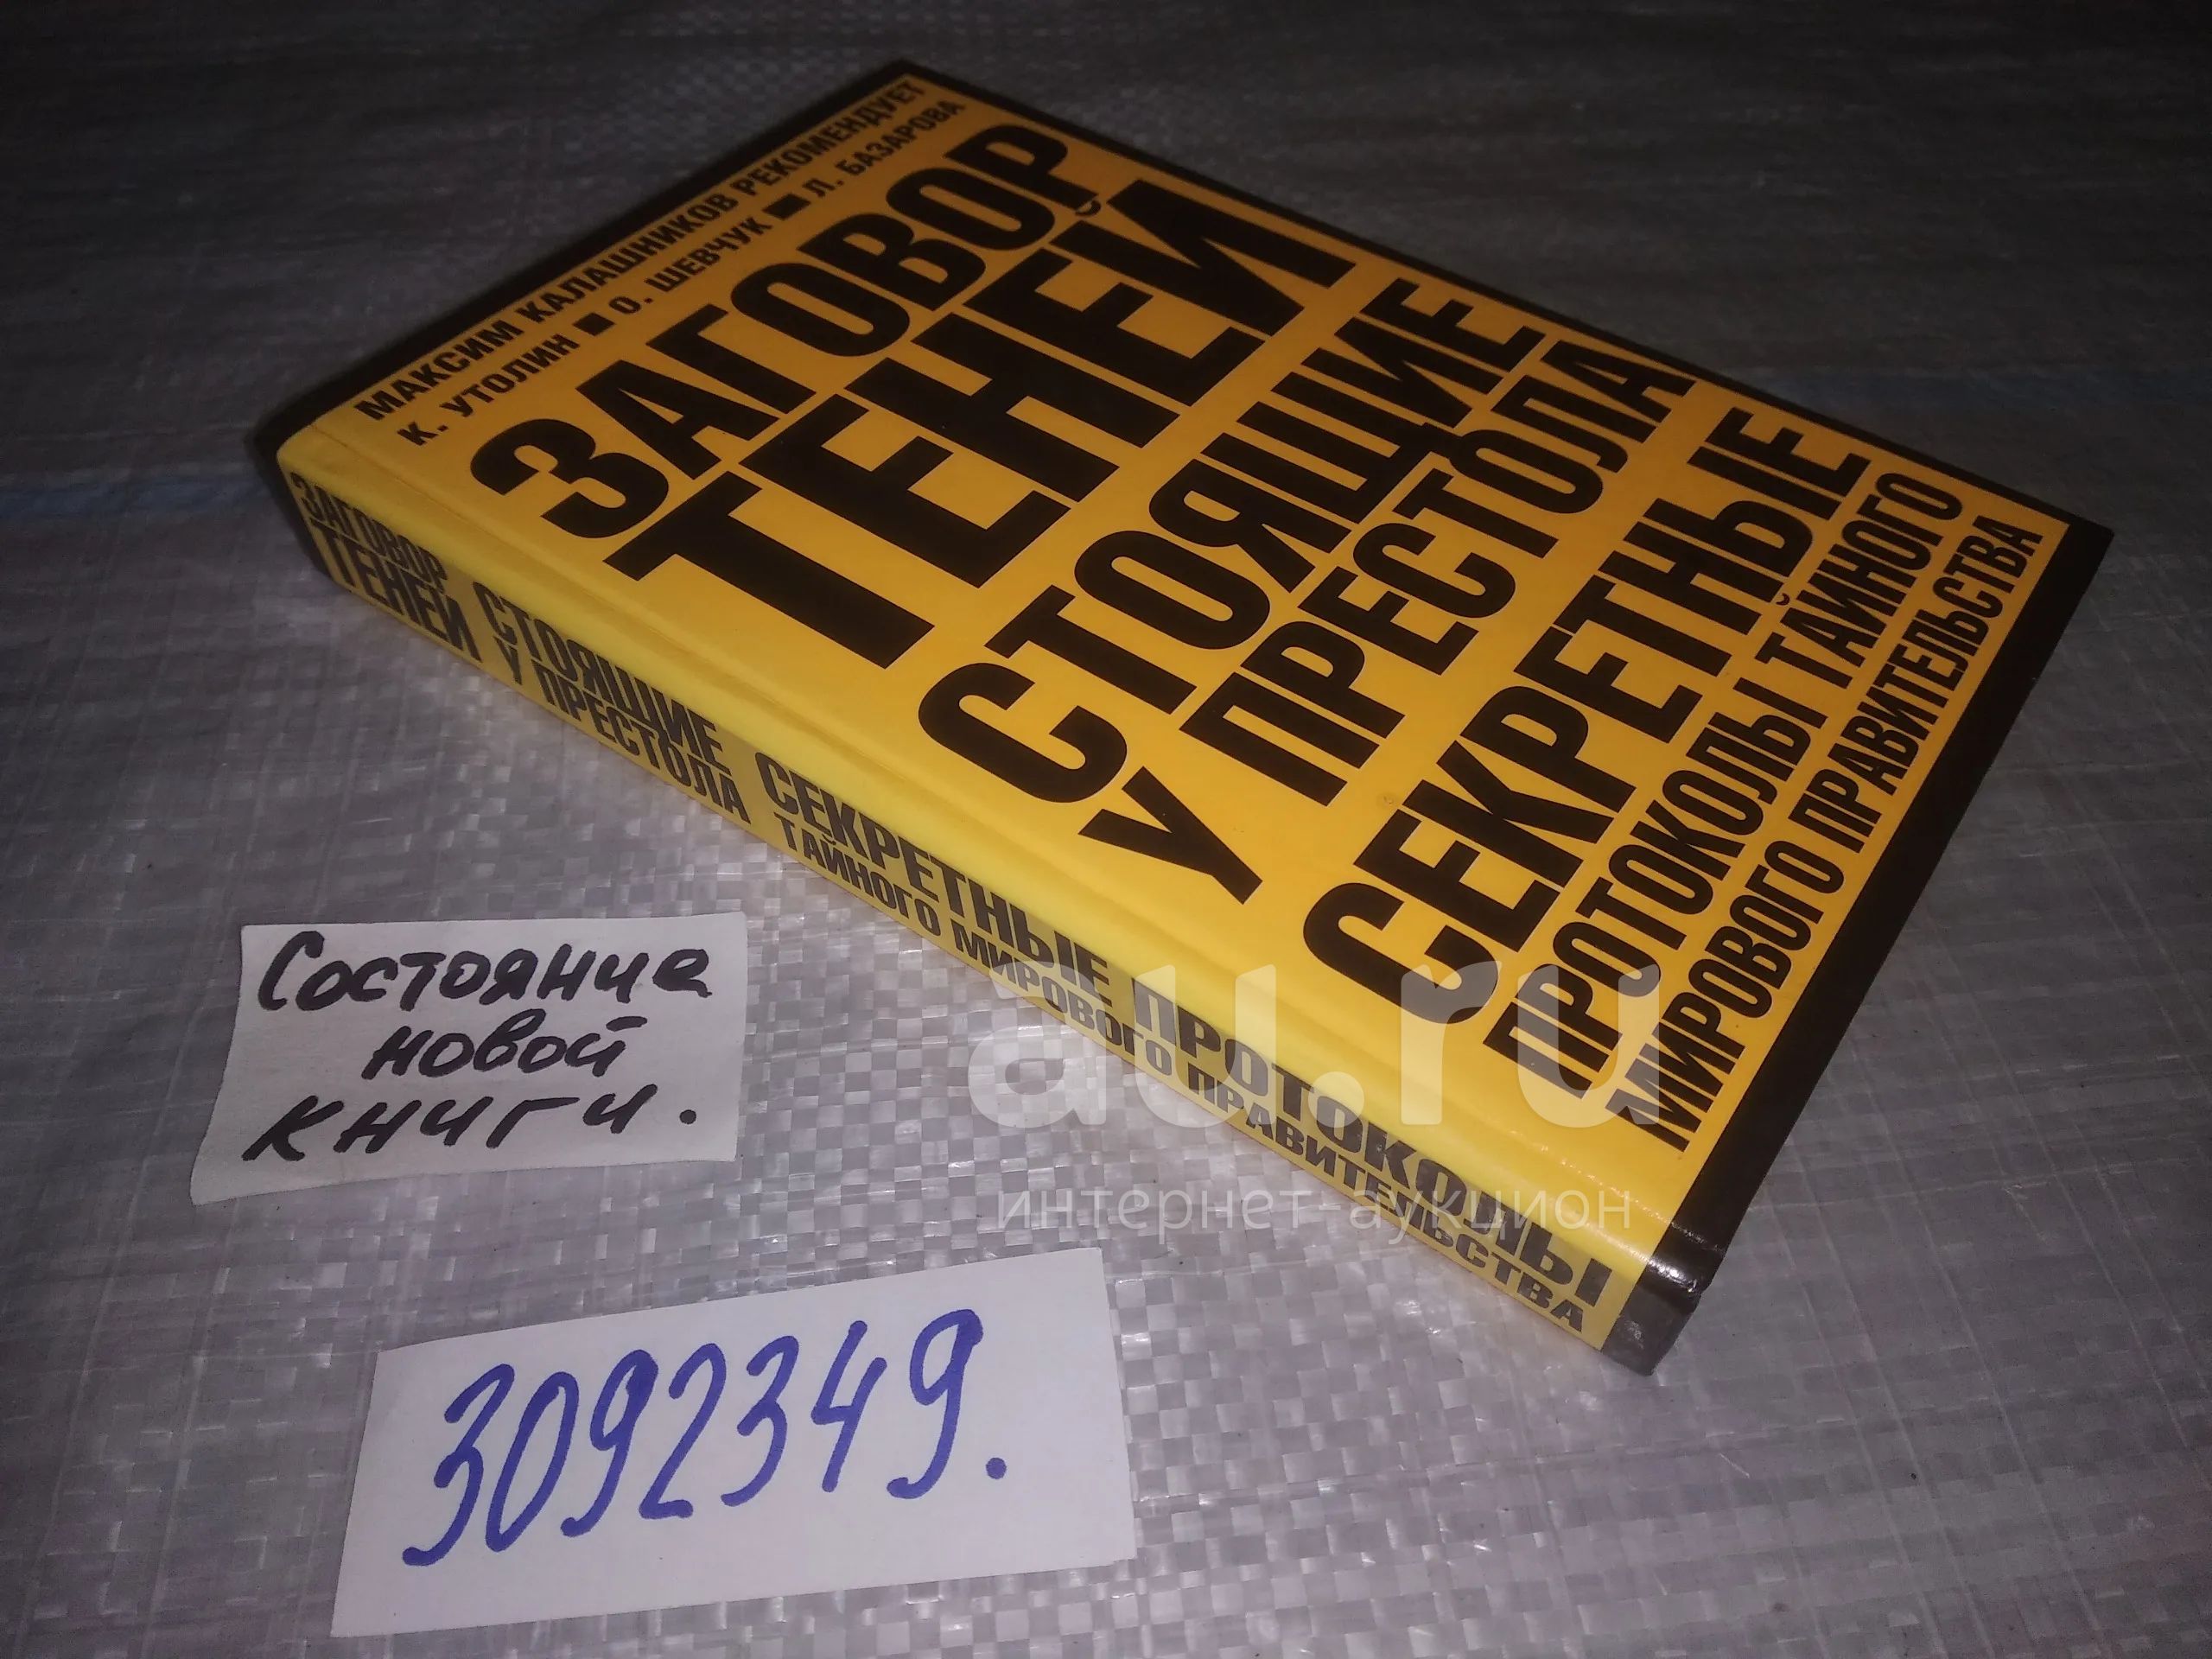 МАКСИМ КАЛАШНИКОВ РЕКОМЕНДУЕТ
К. УТОЛИН ■ О. ШЕВЧУК ■ Л. БАЗАРОВА
ЗАГОВОР
ТЕНЕЙ
СТОЯЩИЕ
У ПРЕСТОЛА
СЕКРЕТНЫЕ
ПРОТОКОЛЫ ТАЙНОГО
МИРОВОГО ПРАВИТЕЛЬСТВА
ЗАГОВОР
ТЕНЕЙ
СТОЯЩИЕ
У ПРЕСТОЛА
СЕКРЕТНЫЕ ПРОТОКОЛЫ
ТАЙНОГО МИРОВОГО ПРАВИТЕЛЬСТВА
au.ru
интернет-аукцион
Состояние
новой
книги.
3092349.